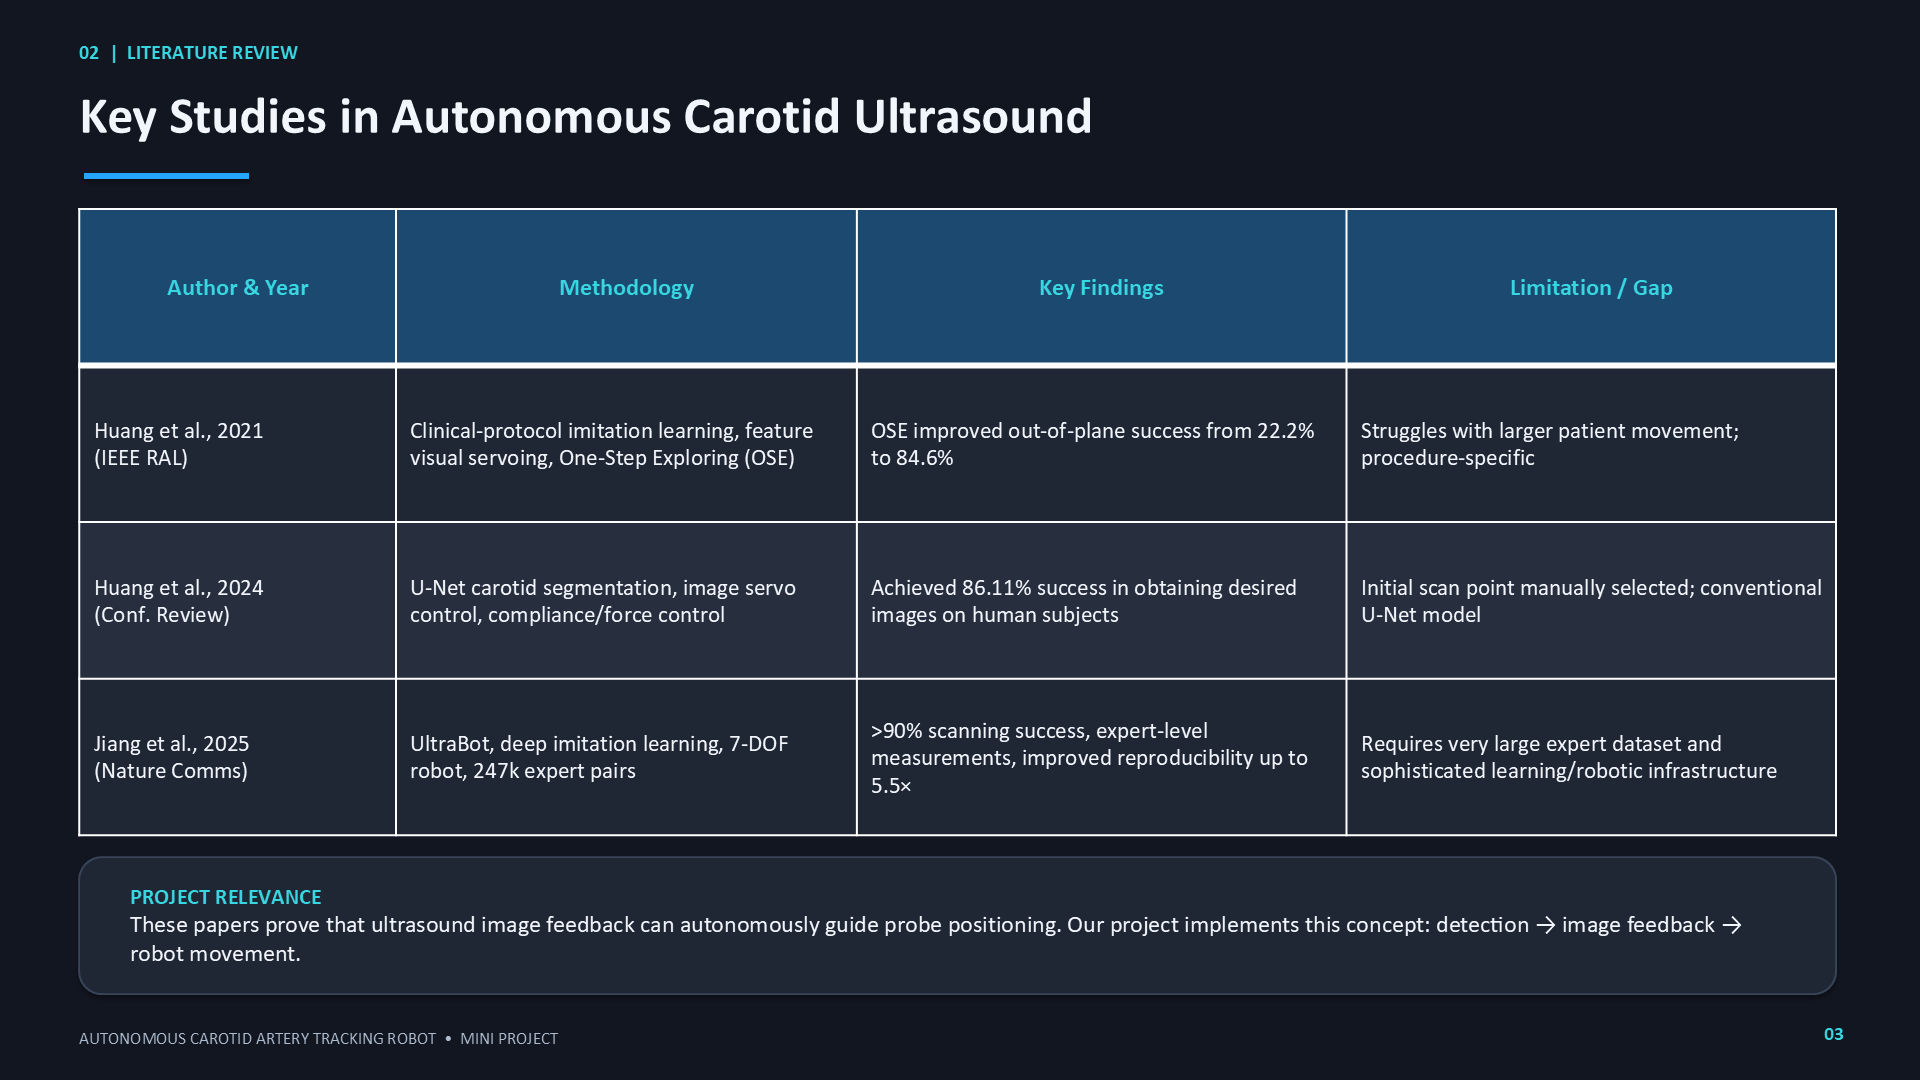 02 | LITERATURE REVIEW
Key Studies in Autonomous Carotid Ultrasound
Author & Year
Methodology
Key Findings
Limitation / Gap
Huang et al., 2021
(IEEE RAL)
Clinical-protocol imitation learning, feature
visual servoing, One-Step Exploring (OSE)
OSE improved out-of-plane success from 22.2%
to 84.6%
Struggles with larger patient movement;
procedure-specific
Huang et al., 2024
(Conf. Review)
U-Net carotid segmentation, image servo
control, compliance/force control
Achieved 86.11% success in obtaining desired
images on human subjects
Initial scan point manually selected; conventional
U-Net model
Jiang et al., 2025
(Nature Comms)
UltraBot, deep imitation learning, 7-DOF
robot, 247k expert pairs
>90% scanning success, expert-level
measurements, improved reproducibility up to
5.5×
Requires very large expert dataset and
sophisticated learning/robotic infrastructure
PROJECT RELEVANCE
These papers prove that ultrasound image feedback can autonomously guide probe positioning. Our project implements this concept: detection → image feedback →
robot movement.
AUTONOMOUS CAROTID ARTERY TRACKING ROBOT • MINI PROJECT
03